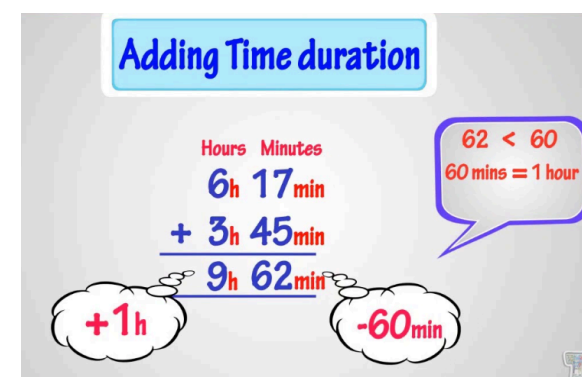 Adding Time duration
Hours Minutes
6h 17min
+ 3h 45min
9h 62min
+1h
-60min
62 < 60
60 mins = 1 hour